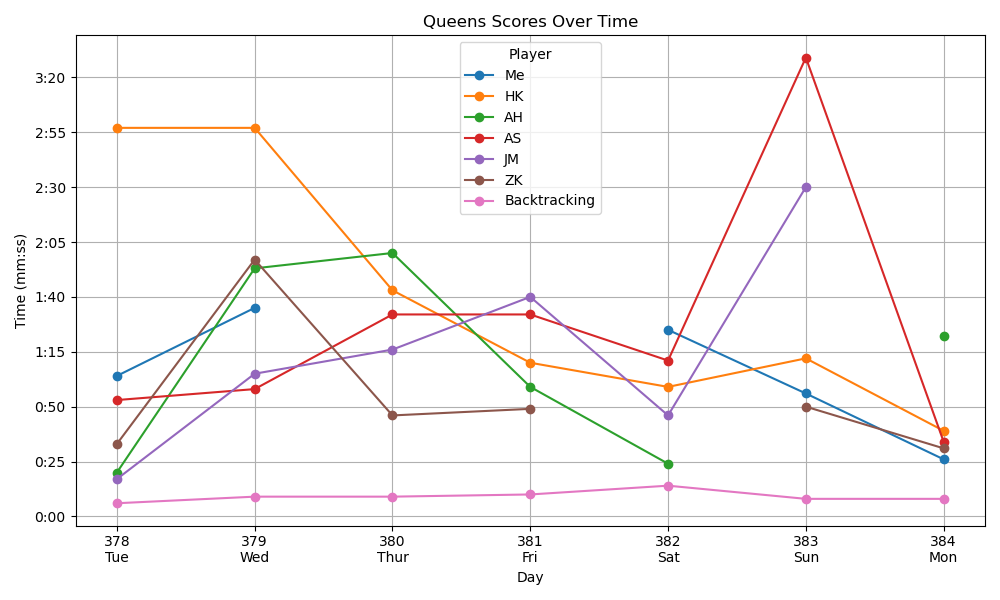 Queens Scores Over Time
Player
Me
HK
AH
AS
JM
ZK
Backtracking
Time (mm:ss)
3:20
2:55
2:30
2:05
1:40
1:15
0:50
0:25
0:00
378 379 380 381 382 383 384
Tue Wed Thur Fri Sat Sun Mon
Day